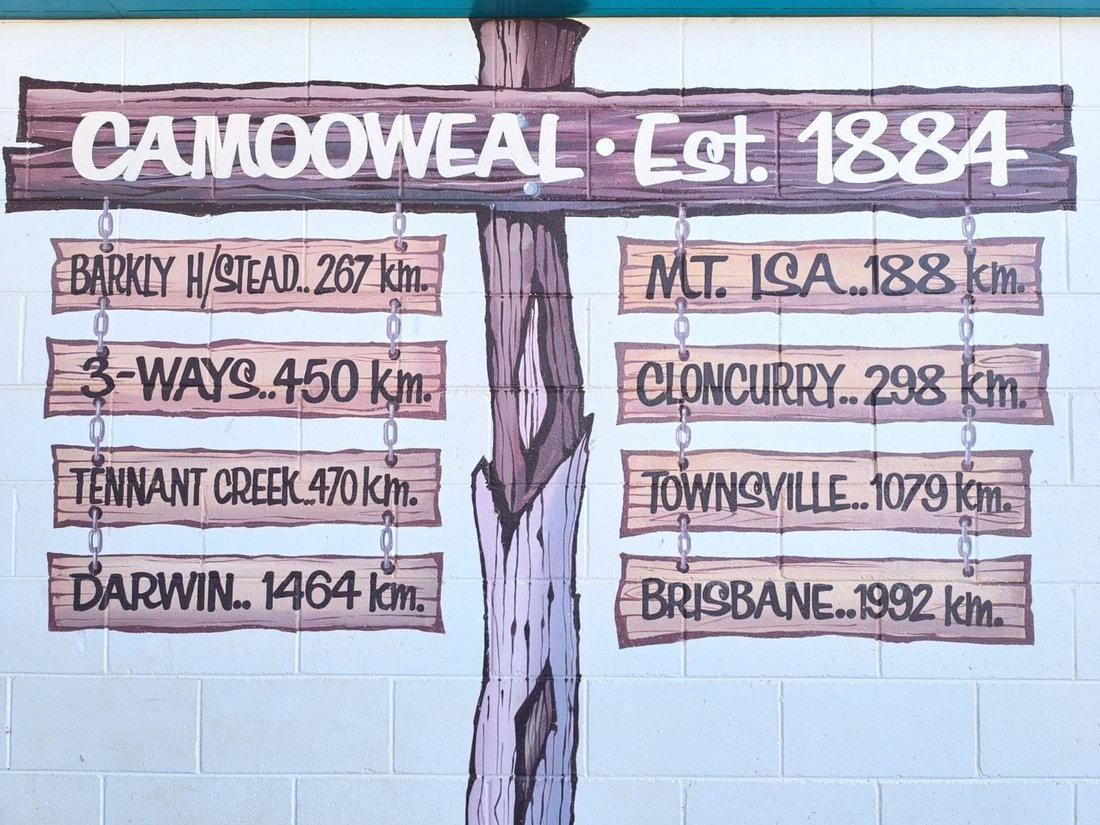 CAMOOWEAL • Est. 1884
BARKLY H/STEAD.. 267 km.
3-WAYS.. 450 km.
TENNANT CREEK.. 470 km.
DARWIN.. 1464 km.
MT. ISA.. 188 km.
CLONCURRY.. 298 km.
TOWNSVILLE.. 1079 km.
BRISBANE.. 1992 km.